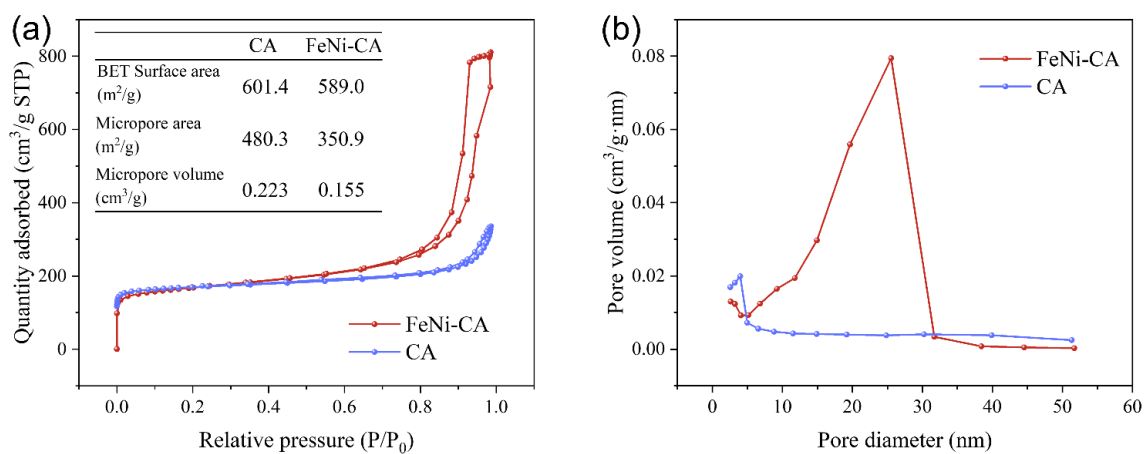 (a)
CA FeNi-CA
BET Surface area
(m²/g)
601.4 589.0
Micropore area
(m²/g)
480.3 350.9
Micropore volume
(cm³/g)
0.223 0.155
800
600
400
200
0
Quantity adsorbed (cm³/g STP)
FeNi-CA
CA
0.0 0.2 0.4 0.6 0.8 1.0
Relative pressure (P/P₀)
(b)
FeNi-CA
CA
0.08
0.06
0.04
0.02
0.00
Pore volume (cm³/g·nm)
0 10 20 30 40 50 60
Pore diameter (nm)